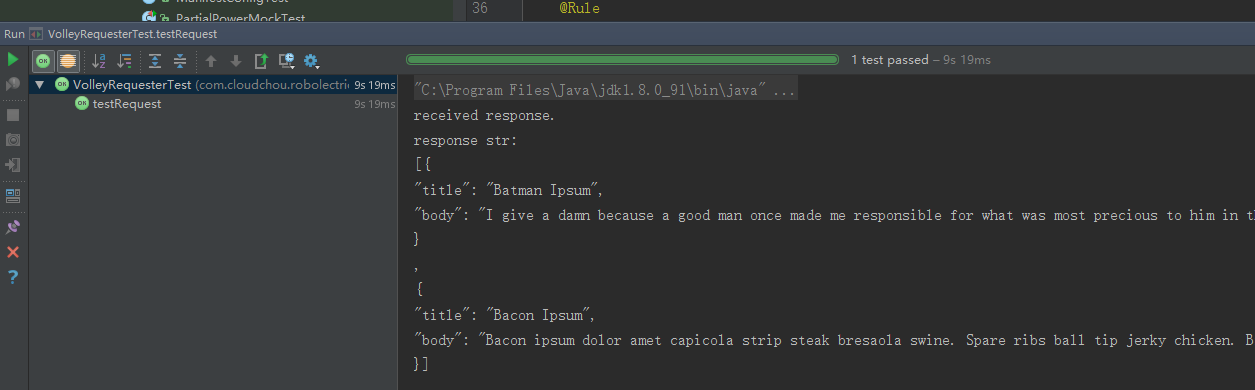 ManifestConfigTest
PartialPowerMockTest
36 @Rule
Run VolleyRequesterTest.testRequest
1 test passed – 9s 19ms
VolleyRequesterTest (com.cloudchou.robolectric 9s 19ms
testRequest 9s 19ms
"C:\Program Files\Java\jdk1.8.0_91\bin\java" ...
received response.
response str:
[{
"title": "Batman Ipsum",
"body": "I give a damn because a good man once made me responsible for what was most precious to him in th
}
,
{
"title": "Bacon Ipsum",
"body": "Bacon ipsum dolor amet capicola strip steak bresaola swine. Spare ribs ball tip jerky chicken. B
}]